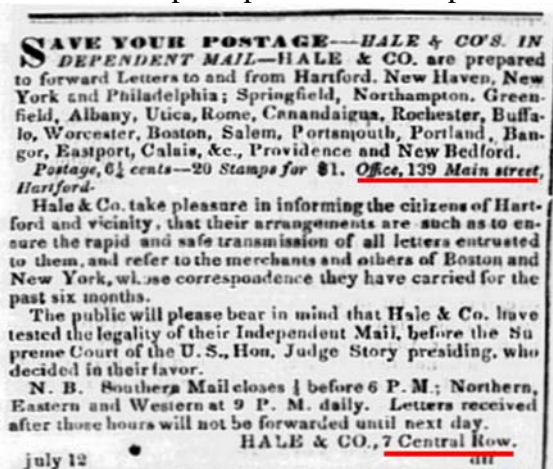 SAVE YOUR POSTAGE—HALE & CO'S. IN
DEPENDENT MAIL—HALE & CO. are prepared
to forward Letters to and from Hartford. New Haven, New
York and Philadelphia; Springfield, Northampton. Green-
field, Albany, Utica, Rome, Canandaigua, Rochester, Buffa-
lo, Worcester, Boston, Salem, Portsmouth, Portland, Ban-
gor, Eastport, Calais, &c., Providence and New Bedford.
Postage, 6¼ cents—20 Stamps for $1. Office, 139 Main street,
Hartford-
Hale & Co. take pleasure in informing the citizens of Hart-
ford and vicinity, that their arrangements are such as to en-
sure the rapid and safe transmission of all letters entrusted
to them, and refer to the merchants and others of Boston and
New York, whose correspondence they have carried for the
past six months.
The public will please bear in mind that Hale & Co. have
tested the legality of their Independent Mail, before the Su
preme Court of the U. S., Hon. Judge Story presiding, who
decided in their favor.
N. B. Southern Mail closes ½ before 6 P. M.; Northern,
Eastern and Western at 9 P. M. daily. Letters received
after those hours will not be forwarded until next day.
HALE & CO., 7 Central Row.
july 12